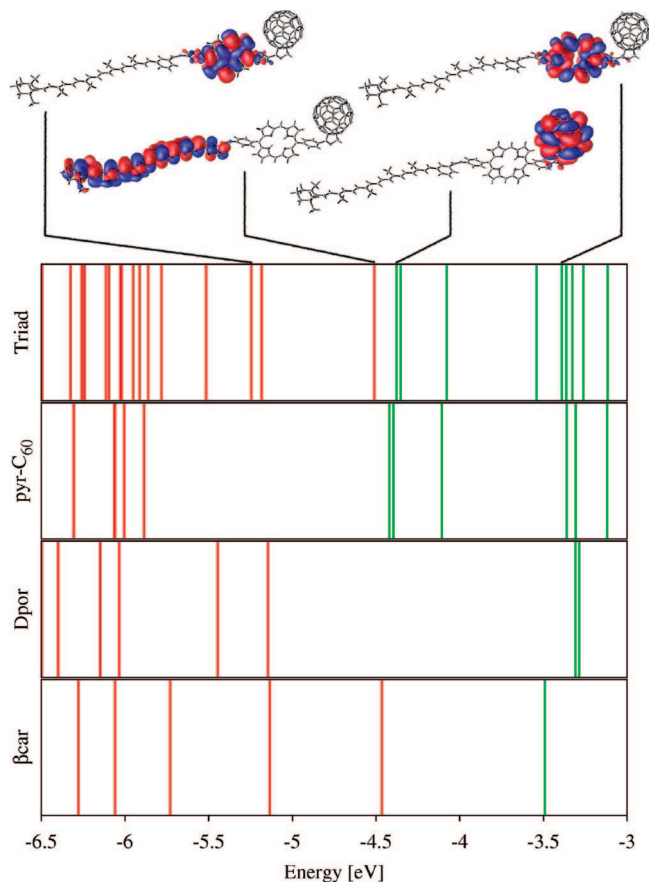 Triad
pyr-C₆₀
Dpor
βcar
-6.5 -6 -5.5 -5 -4.5 -4 -3.5 -3
Energy [eV]